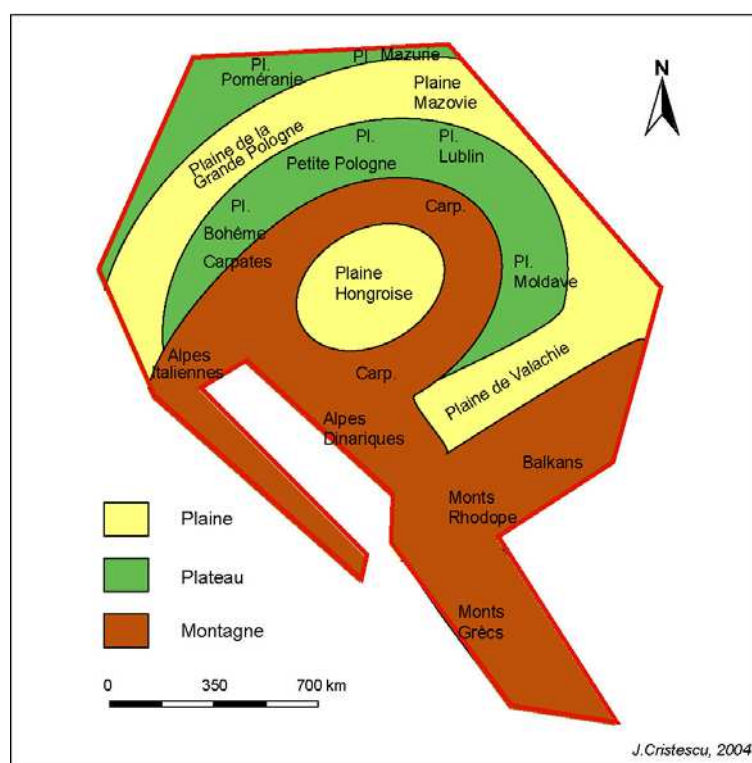 Pl.
Poméranie
Pl. Mazurie
N
Plaine
Mazovie
Plaine de la
Grande Pologne
Pl.
Petite Pologne
Pl.
Lublin
Pl.
Bohême
Carpates
Carp.
Plaine
Hongroise
Pl.
Moldave
Alpes
Italiennes
Carp.
Plaine de Valachie
Alpes
Dinariques
Balkans
Monts
Rhodope
Monts
Grècs
Plaine
Plateau
Montagne
0 350 700 km
J.Cristescu, 2004